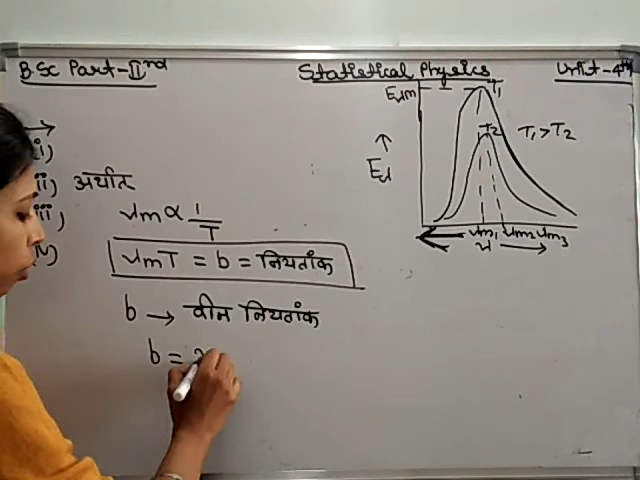 B.Sc Part-IInd
Statistical Physics
Unit-4th
i)
ii) अर्थात
iii)
iv)
λm ∝ 1/T
λmT = b = नियतांक
b → वीन नियतांक
b = 2
Eλm
T1
T2
T1 > T2
Eλ
λm1 λm2 λm3
λ